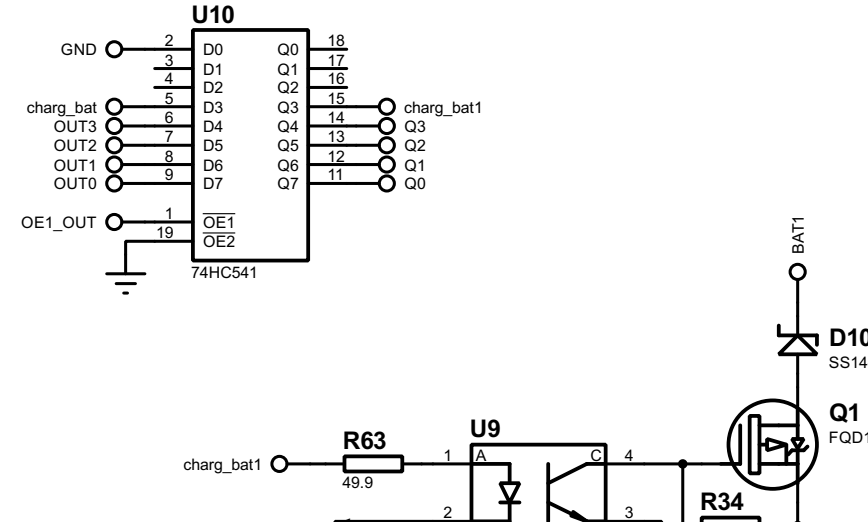 U10
GND 2 D0 Q0 18
3 D1 Q1 17
4 D2 Q2 16
charg_bat 5 D3 Q3 15 charg_bat1
OUT3 6 D4 Q4 14 Q3
OUT2 7 D5 Q5 13 Q2
OUT1 8 D6 Q6 12 Q1
OUT0 9 D7 Q7 11 Q0
OE1_OUT 1 OE1
19 OE2
74HC541
BAT1
D10
SS14
Q1
FQD1
U9
R63
charg_bat1 1 A C 4
49.9
R34
2 3